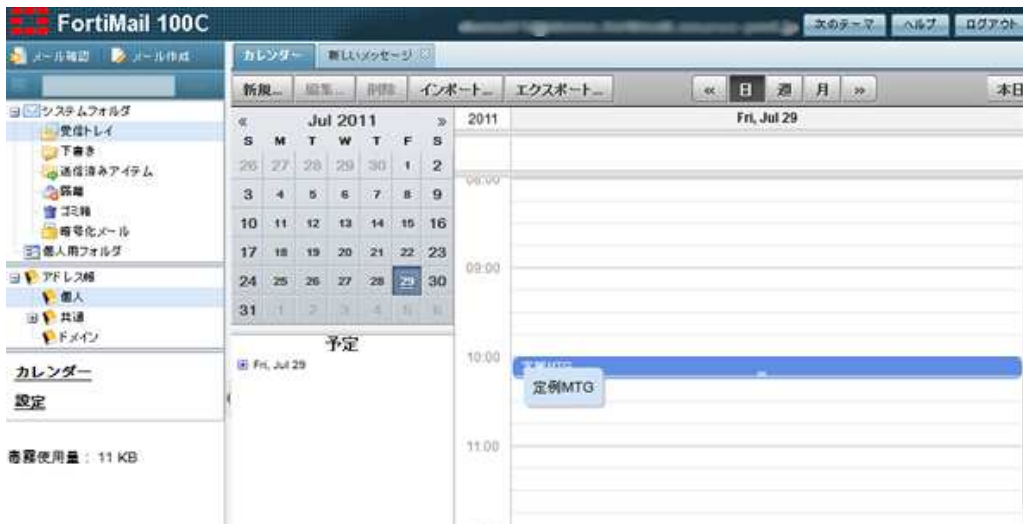 FortiMail 100C
次のテーマ ヘルプ ログアウト
メール確認 メール作成 カレンダー 新しいメッセージ
新規... 編集... 削除 インポート... エクスポート... « 日 週 月 » 本日
システムフォルダ
受信トレイ
下書き
送信済みアイテム
隔離
ゴミ箱
暗号化メール
個人用フォルダ
アドレス帳
個人
共通
ドメイン
カレンダー
設定
使用量： 11 KB
« Jul 2011 »
S M T W T F S
26 27 28 29 30 1 2
3 4 5 6 7 8 9
10 11 12 13 14 15 16
17 18 19 20 21 22 23
24 25 26 27 28 29 30
31 1 2 3 4 5 6
予定
Fri, Jul 29
2011 Fri, Jul 29
08:00
09:00
10:00 定例MTG
定例MTG
11:00